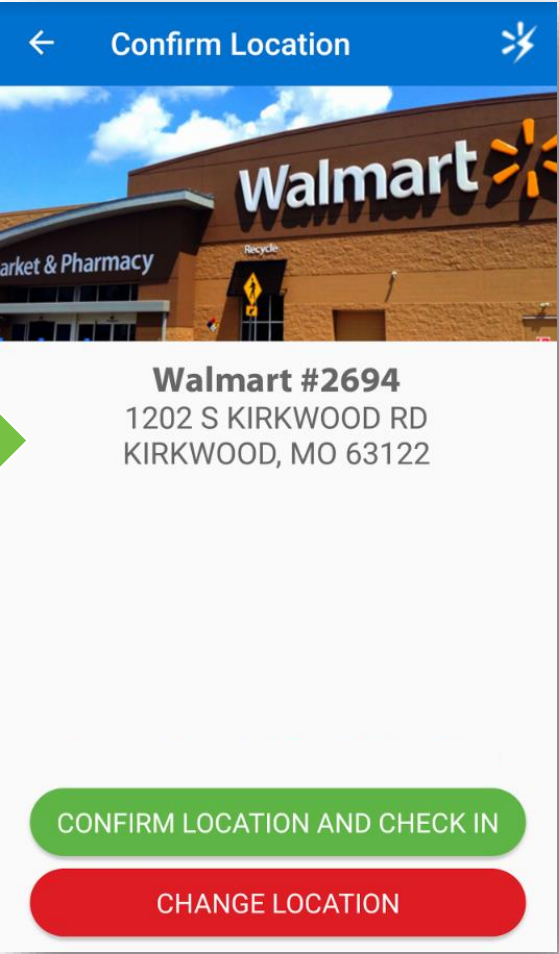 Confirm Location
Walmart
Recycle
arket & Pharmacy
Walmart #2694
1202 S KIRKWOOD RD
KIRKWOOD, MO 63122
CONFIRM LOCATION AND CHECK IN
CHANGE LOCATION